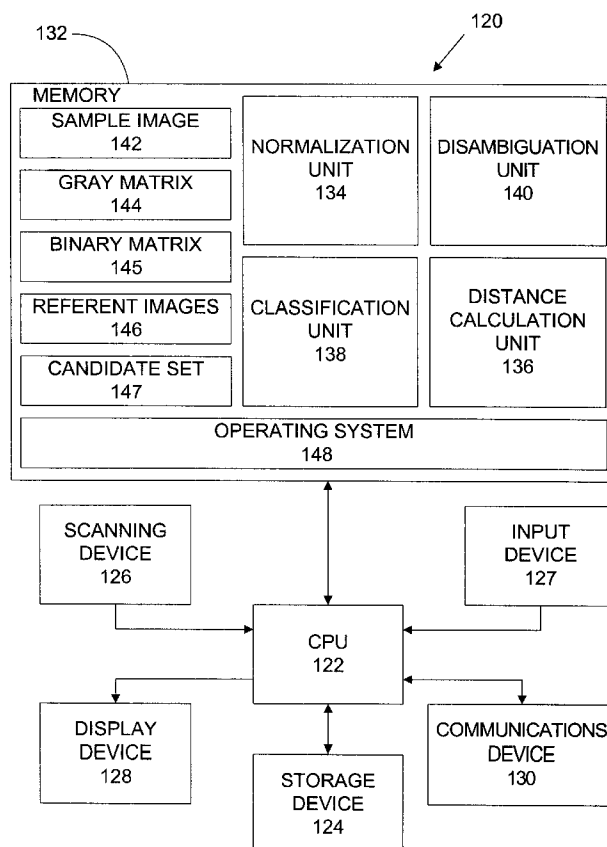 132
120
MEMORY
SAMPLE IMAGE
142
GRAY MATRIX
144
BINARY MATRIX
145
REFERENT IMAGES
146
CANDIDATE SET
147
NORMALIZATION
UNIT
134
DISAMBIGUATION
UNIT
140
CLASSIFICATION
UNIT
138
DISTANCE
CALCULATION
UNIT
136
OPERATING SYSTEM
148
SCANNING
DEVICE
126
INPUT
DEVICE
127
CPU
122
DISPLAY
DEVICE
128
STORAGE
DEVICE
124
COMMUNICATIONS
DEVICE
130